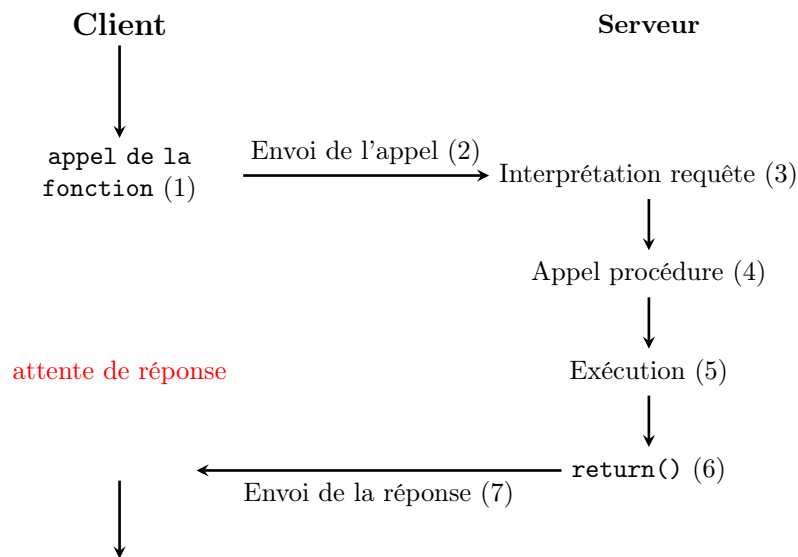 Client
Serveur
appel de la
fonction (1)
Envoi de l'appel (2)
Interprétation requête (3)
Appel procédure (4)
attente de réponse
Exécution (5)
return() (6)
Envoi de la réponse (7)